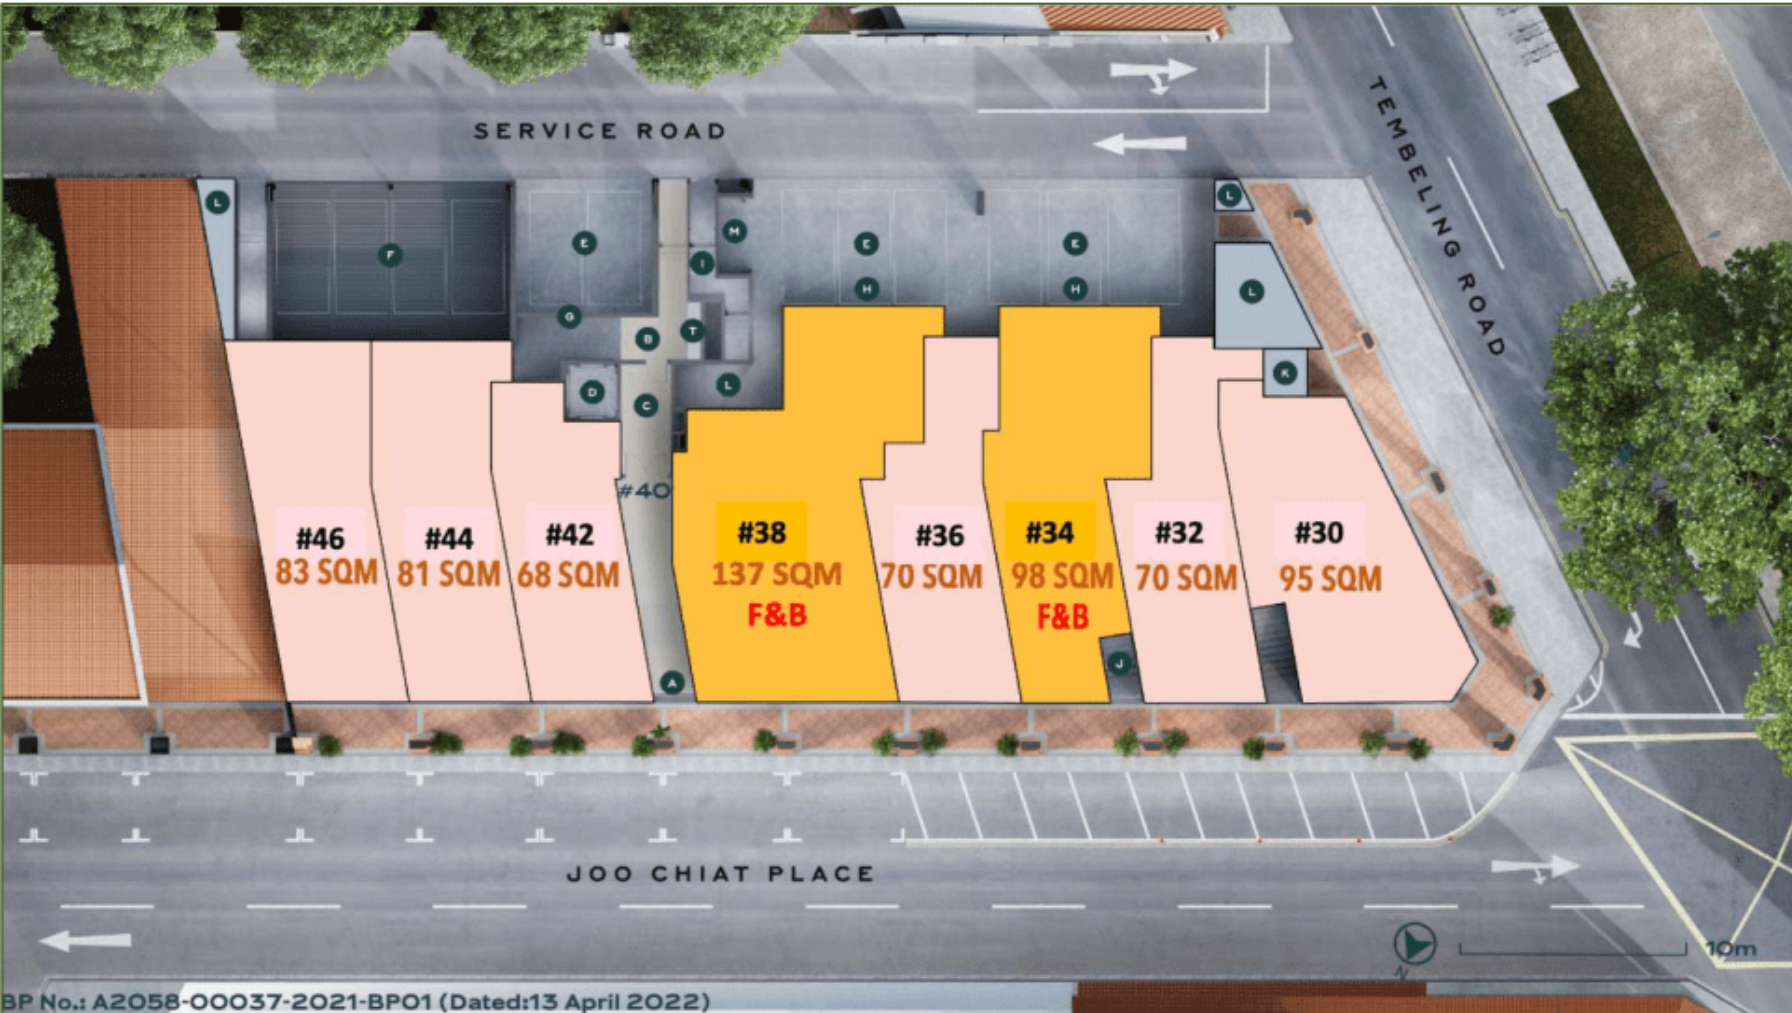 SERVICE ROAD
TEMBELING ROAD
L
F
E
M
I
E
E
L
H
H
L
G
B
T
D
C
L
K
#40
#46
83 SQM
#44
81 SQM
#42
68 SQM
#38
137 SQM
F&B
#36
70 SQM
#34
98 SQM
F&B
#32
70 SQM
#30
95 SQM
J
A
JOO CHIAT PLACE
N
10m
BP No.: A2058-00037-2021-BP01 (Dated:13 April 2022)